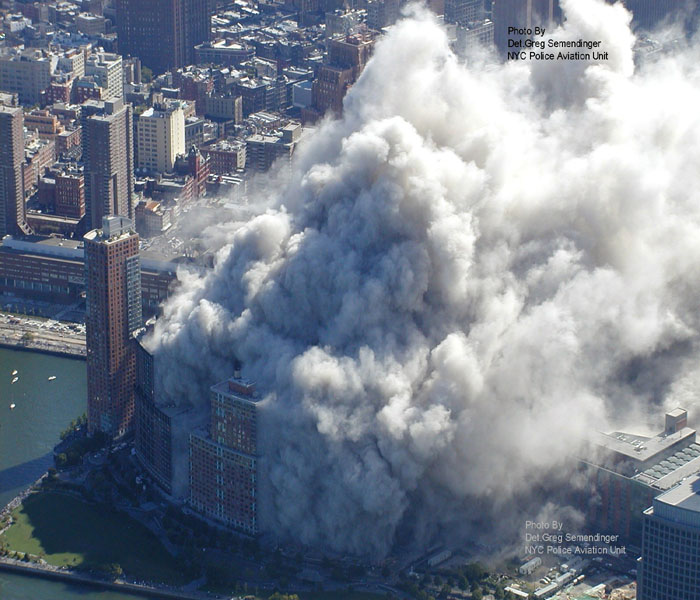 Photo By
Det.Greg Semendinger
NYC Police Aviation Unit
Photo By
Det.Greg Semendinger
NYC Police Aviation Unit